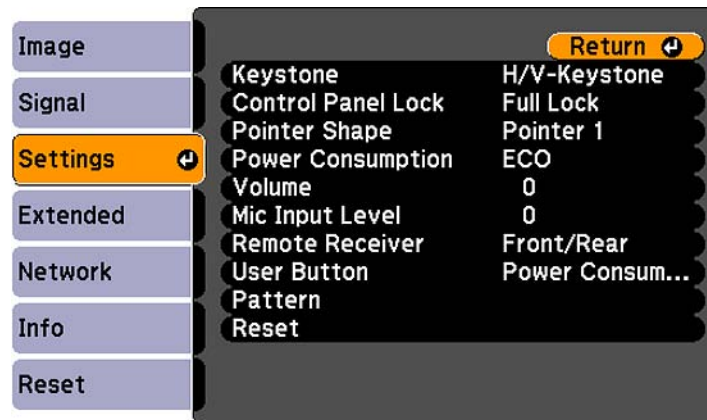 Image
Signal
Settings
Extended
Network
Info
Reset
Return
Keystone H/V-Keystone
Control Panel Lock Full Lock
Pointer Shape Pointer 1
Power Consumption ECO
Volume 0
Mic Input Level 0
Remote Receiver Front/Rear
User Button Power Consum...
Pattern
Reset